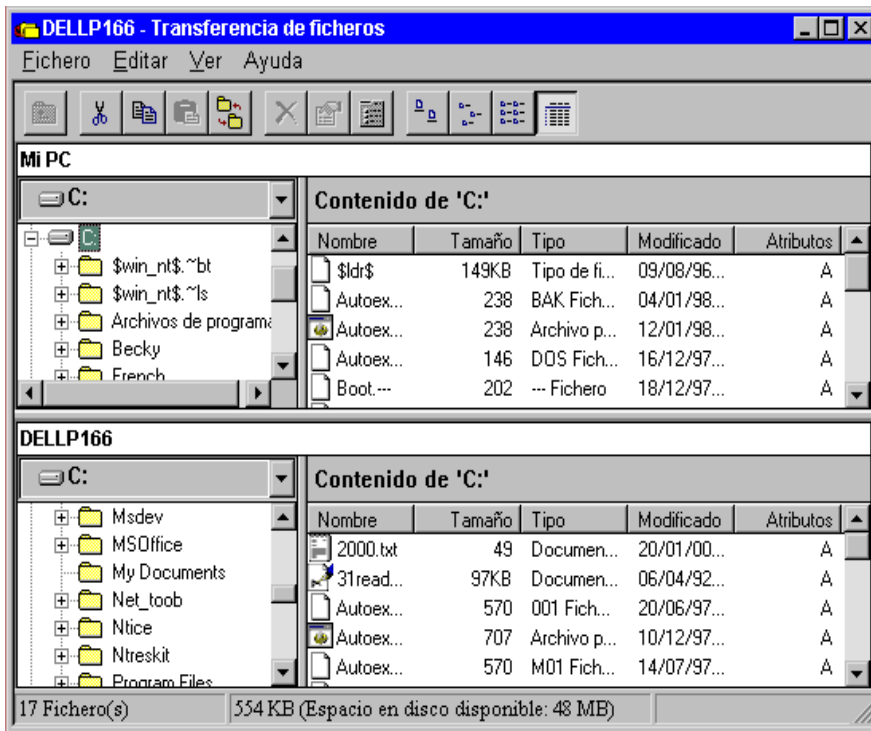 DELLP166 - Transferencia de ficheros
Fichero Editar Ver Ayuda
Mi PC
C:
Contenido de 'C:'
C:
$win_nt$.~bt
$win_nt$.~ls
Archivos de programa
Becky
French
Nombre Tamaño Tipo Modificado Atributos
$ldr$ 149KB Tipo de fi... 09/08/96... A
Autoex... 238 BAK Fich... 04/01/98... A
Autoex... 238 Archivo p... 12/01/98... A
Autoex... 146 DOS Fich... 16/12/97... A
Boot.--- 202 --- Fichero 18/12/97... A
DELLP166
C:
Contenido de 'C:'
Msdev
MSOffice
My Documents
Net_toob
Ntice
Ntreskit
Program Files
Nombre Tamaño Tipo Modificado Atributos
2000.txt 49 Documen... 20/01/00... A
31read... 97KB Documen... 06/04/92... A
Autoex... 570 001 Fich... 20/06/97... A
Autoex... 707 Archivo p... 10/12/97... A
Autoex... 570 M01 Fich... 14/07/97... A
17 Fichero(s) 554 KB (Espacio en disco disponible: 48 MB)